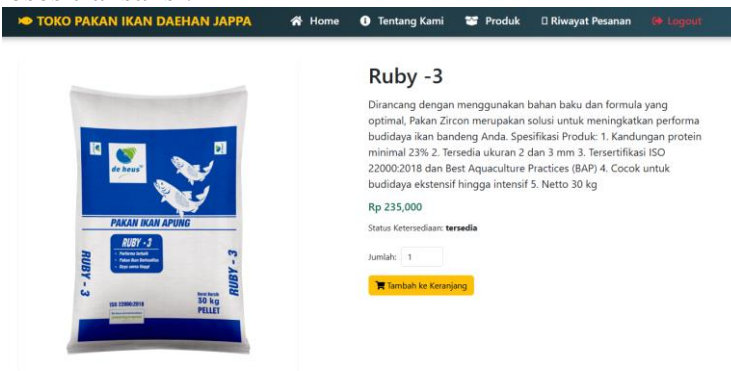 TOKO PAKAN IKAN DAEHAN JAPPA
Home
Tentang Kami
Produk
Riwayat Pesanan
Logout
de heus
PAKAN IKAN APUNG
RUBY - 3
RUBY - 3
RUBY - 3
ISO 22000:2018
30 kg
PELLET
Ruby -3
Dirancang dengan menggunakan bahan baku dan formula yang
optimal, Pakan Zircon merupakan solusi untuk meningkatkan performa
budidaya ikan bandeng Anda. Spesifikasi Produk: 1. Kandungan protein
minimal 23% 2. Tersedia ukuran 2 dan 3 mm 3. Tersertifikasi ISO
22000:2018 dan Best Aquaculture Practices (BAP) 4. Cocok untuk
budidaya ekstensif hingga intensif 5. Netto 30 kg
Rp 235,000
Status Ketersediaan: tersedia
Jumlah: 1
Tambah ke Keranjang